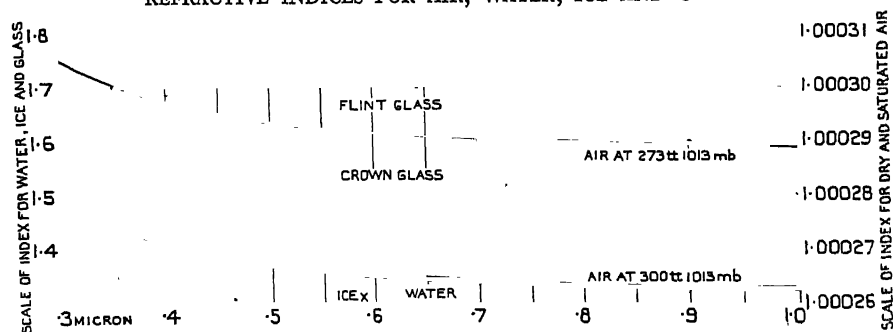 REFRACTIVE INDICES FOR AIR, WATER, ICE AND
SCALE OF INDEX FOR WATER, ICE AND GLASS
1·8
1·7
1·6
1·5
1·4
·3 MICRON
·4
·5
·6
·7
·8
·9
1·0
FLINT GLASS
CROWN GLASS
AIR AT 273tt 1013mb
AIR AT 300tt 1013mb
ICE X
WATER
1·00031
1·00030
1·00029
1·00028
1·00027
1·00026
SCALE OF INDEX FOR DRY AND SATURATED AIR